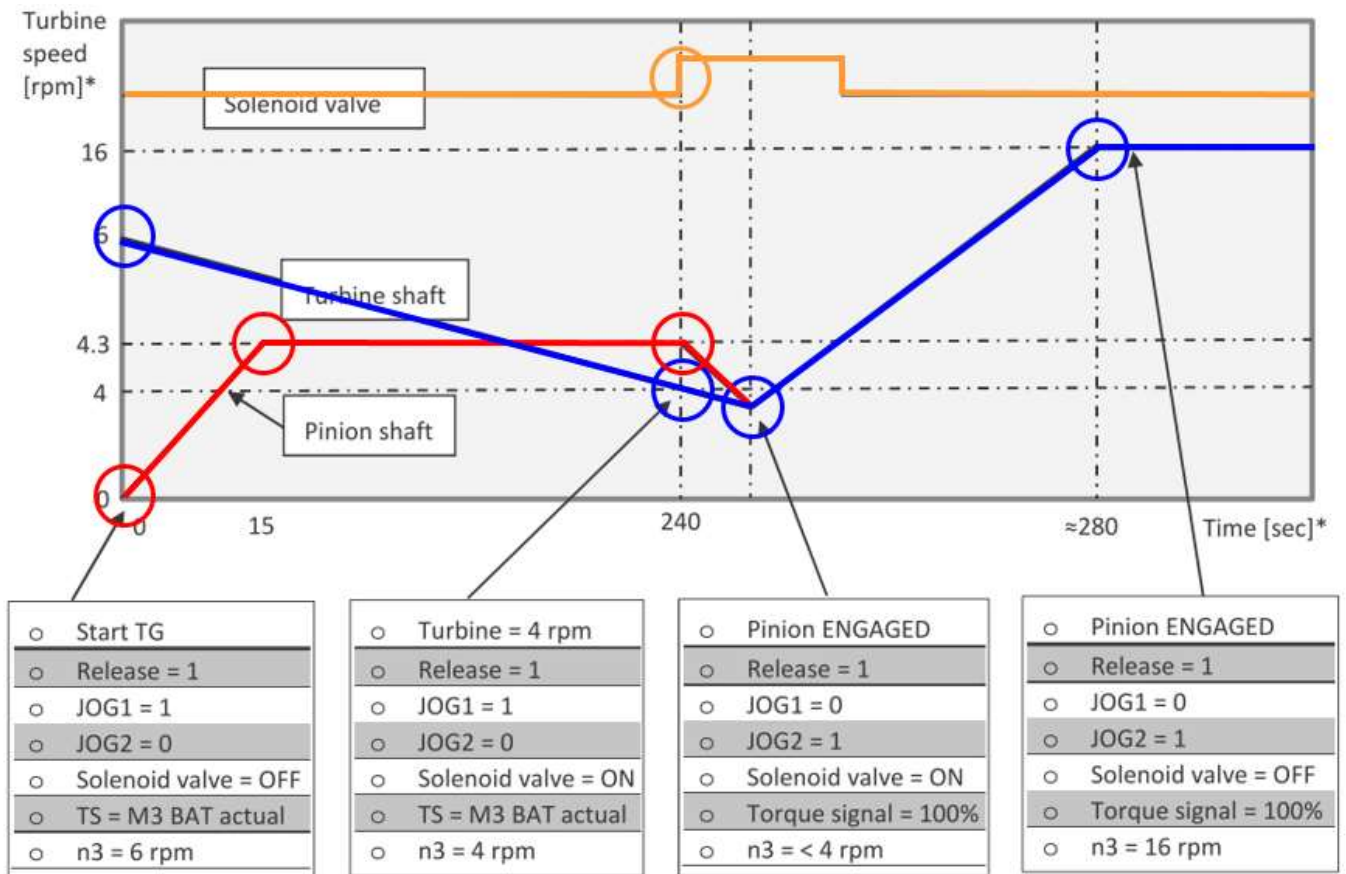 Turbine
speed
[rpm]*
Solenoid valve
16
6
Turbine shaft
4.3
4
Pinion shaft
0
0
15
240
≈280
Time [sec]*
o Start TG
o Release = 1
o JOG1 = 1
o JOG2 = 0
o Solenoid valve = OFF
o TS = M3 BAT actual
o n3 = 6 rpm
o Turbine = 4 rpm
o Release = 1
o JOG1 = 1
o JOG2 = 0
o Solenoid valve = ON
o TS = M3 BAT actual
o n3 = 4 rpm
o Pinion ENGAGED
o Release = 1
o JOG1 = 0
o JOG2 = 1
o Solenoid valve = ON
o Torque signal = 100%
o n3 = < 4 rpm
o Pinion ENGAGED
o Release = 1
o JOG1 = 0
o JOG2 = 1
o Solenoid valve = OFF
o Torque signal = 100%
o n3 = 16 rpm